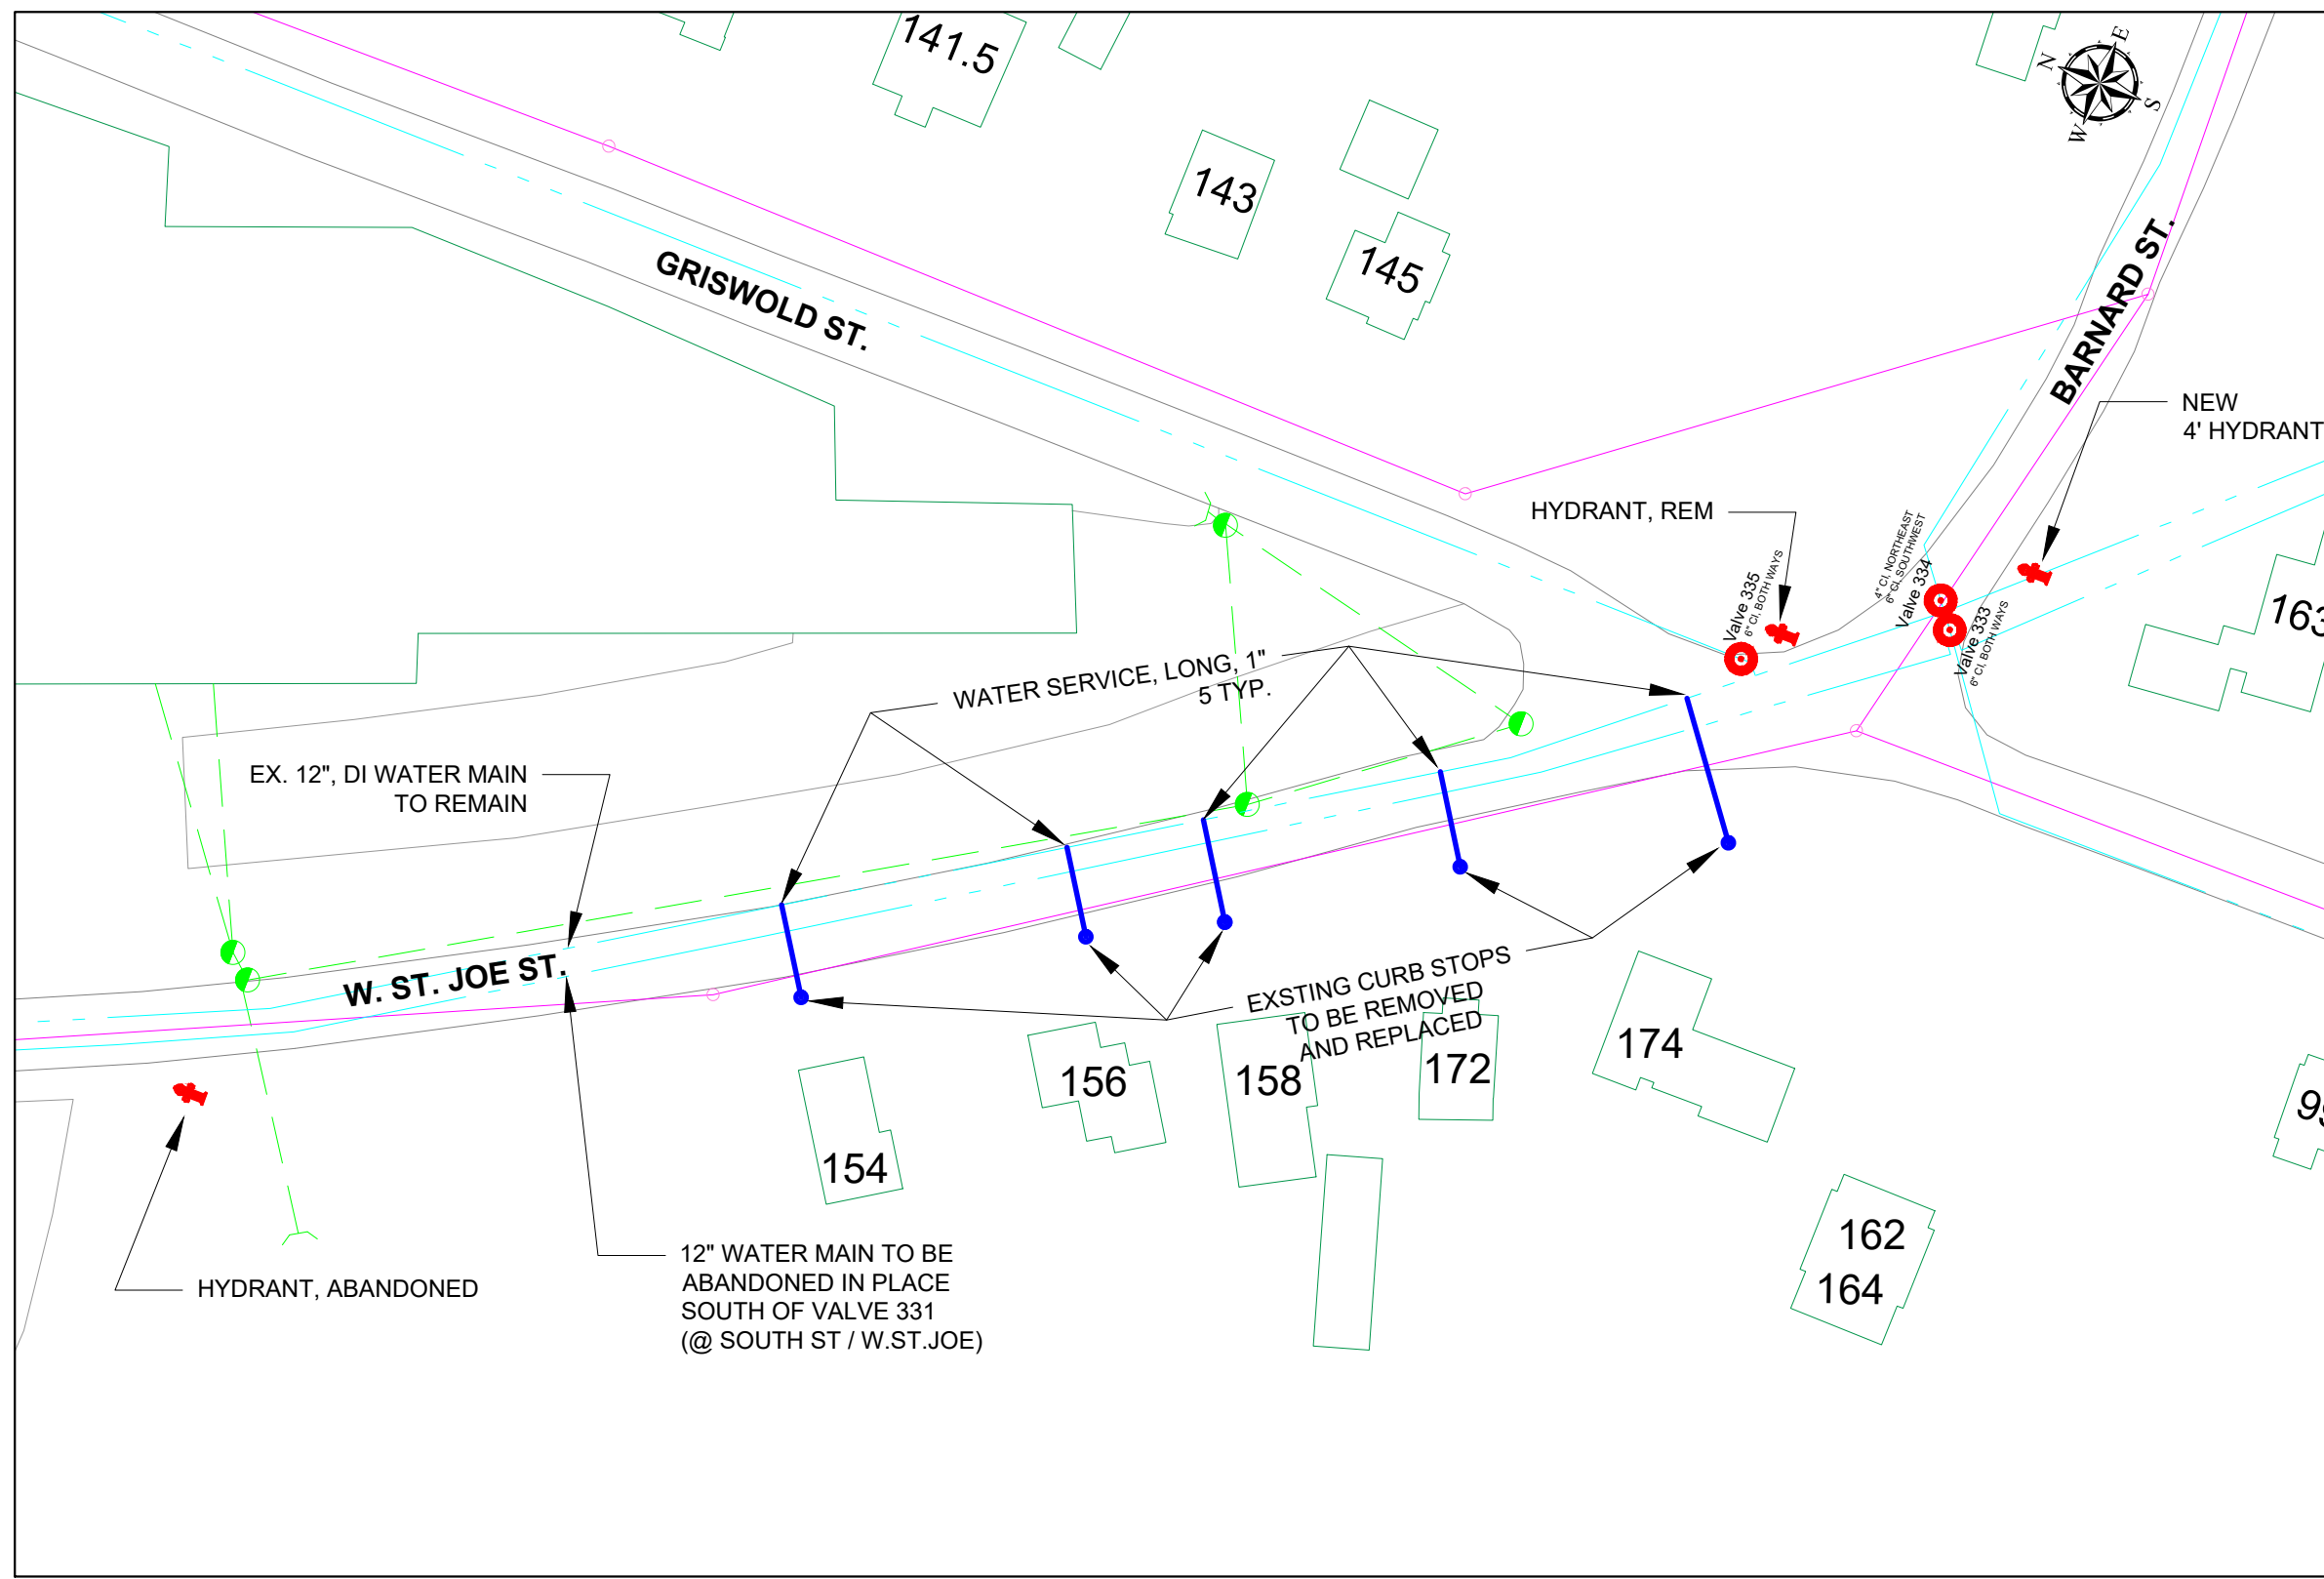 141.5
143
145
N
E
S
W
GRISWOLD ST.
BARNARD ST.
NEW
4' HYDRANT
HYDRANT, REM
4" CI, NORTHEAST
6" CI, SOUTHWEST
Valve 334
Valve 335
6" CI, BOTH WAYS
Valve 333
6" CI, BOTH WAYS
163
WATER SERVICE, LONG, 1"
5 TYP.
EX. 12", DI WATER MAIN
TO REMAIN
W. ST. JOE ST.
EXSTING CURB STOPS
TO BE REMOVED
AND REPLACED
154
156
158
172
174
162
164
HYDRANT, ABANDONED
12" WATER MAIN TO BE
ABANDONED IN PLACE
SOUTH OF VALVE 331
(@ SOUTH ST / W.ST.JOE)